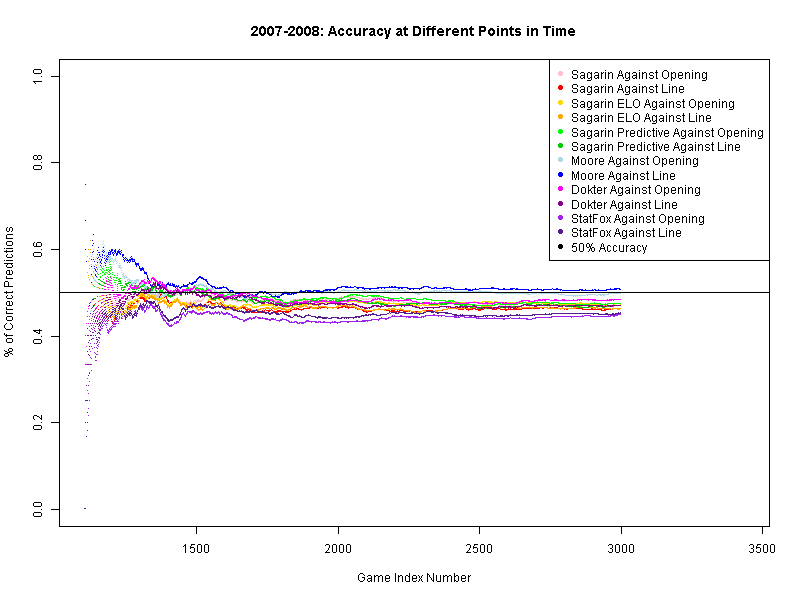 2007-2008: Accuracy at Different Points in Time
Sagarin Against Opening
Sagarin Against Line
Sagarin ELO Against Opening
Sagarin ELO Against Line
Sagarin Predictive Against Opening
Sagarin Predictive Against Line
Moore Against Opening
Moore Against Line
Dokter Against Opening
Dokter Against Line
StatFox Against Opening
StatFox Against Line
50% Accuracy
% of Correct Predictions
1.0
0.8
0.6
0.4
0.2
0.0
1500 2000 2500 3000 3500
Game Index Number